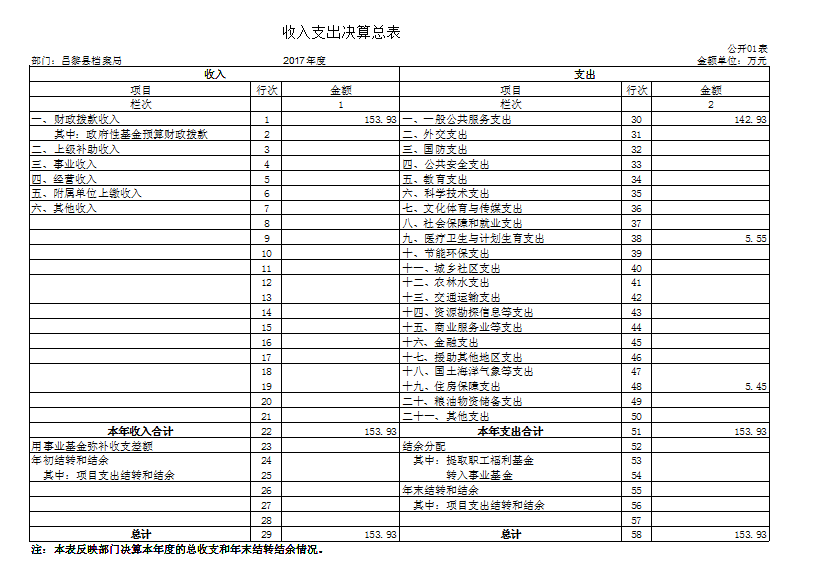 收入支出决算总表
公开01表
部门：吕黎县档案局 2017年度 金额单位：万元
收入 支出
项目 行次 金额 项目 行次 金额
栏次 1 栏次 2
一、财政拨款收入 1 153.93 一、一般公共服务支出 30 142.93
其中：政府性基金预算财政拨款 2 二、外交支出 31
二、上级补助收入 3 三、国防支出 32
三、事业收入 4 四、公共安全支出 33
四、经营收入 5 五、教育支出 34
五、附属单位上缴收入 6 六、科学技术支出 35
六、其他收入 7 七、文化体育与传媒支出 36
8 八、社会保障和就业支出 37
9 九、医疗卫生与计划生育支出 38 5.55
10 十、节能环保支出 39
11 十一、城乡社区支出 40
12 十二、农林水支出 41
13 十三、交通运输支出 42
14 十四、资源勘探信息等支出 43
15 十五、商业服务业等支出 44
16 十六、金融支出 45
17 十七、援助其他地区支出 46
18 十八、国土海洋气象等支出 47
19 十九、住房保障支出 48 5.45
20 二十、粮油物资储备支出 49
21 二十一、其他支出 50
本年收入合计 22 153.93 本年支出合计 51 153.93
用事业基金弥补收支差额 23 结余分配 52
年初结转和结余 24 其中：提取职工福利基金 53
其中：项目支出结转和结余 25 转入事业基金 54
26 年末结转和结余 55
27 其中：项目支出结转和结余 56
28 57
总计 29 153.93 总计 58 153.93
注：本表反映部门决算本年度的总收支和年末结转结余情况。